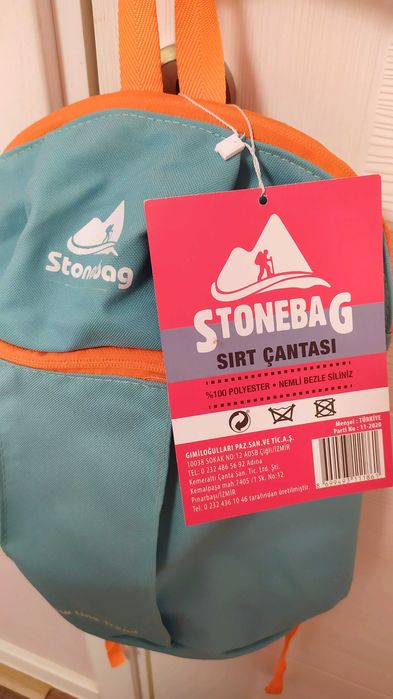 Stonebag
STONEBAG
SIRT ÇANTASI
%100 POLYESTER • NEMLİ BEZLE SİLİNİZ
GİMİLOĞULLARI PAZ.SAN.VE TİC.A.Ş.
10038 SOKAK NO:12 AOSB Çiğli/İZMİR
TEL: 0 232 486 56 92 Adına
Kemeraltı Çanta San. Tic. Ltd. Şti.
Kemalpaşa mah.7405 /1.Sk. No:12
Pınarbaşı/İZMİR
Tel. 0 232 436 10 46 tarafından üretilmiştir.
Menşei : TÜRKİYE
Parti No : 11-2020